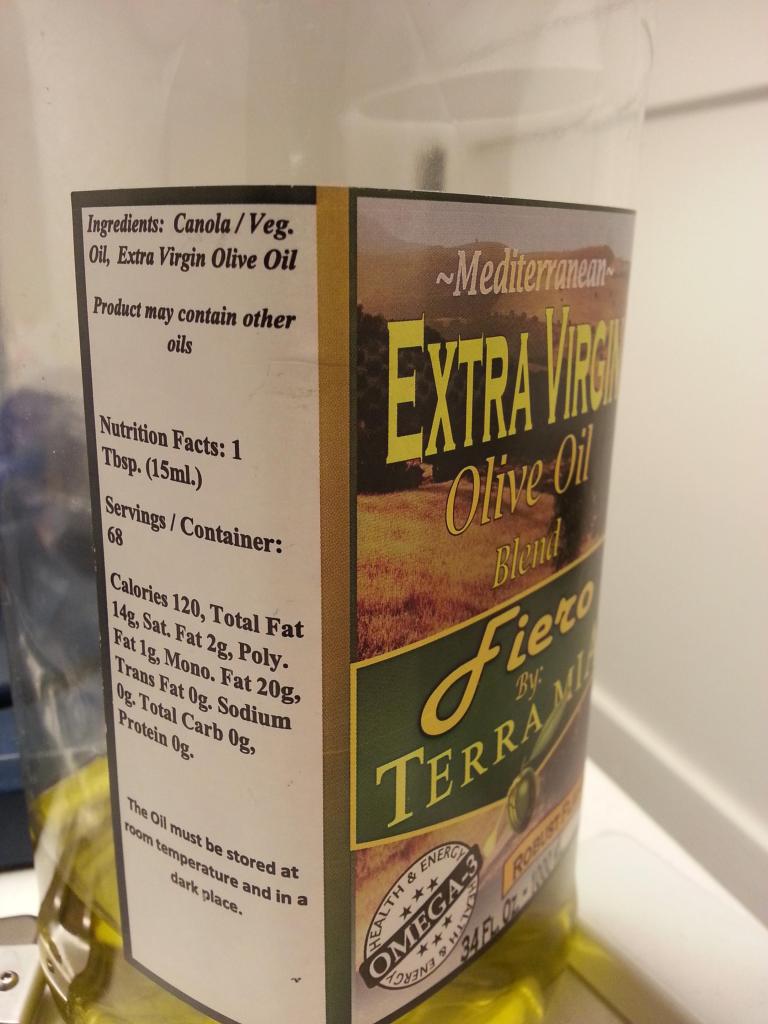 Ingredients: Canola / Veg.
Oil, Extra Virgin Olive Oil
Product may contain other
oils
Nutrition Facts: 1
Tbsp. (15ml.)
Servings / Container:
68
Calories 120, Total Fat
14g, Sat. Fat 2g, Poly.
Fat 1g, Mono. Fat 20g,
Trans Fat 0g. Sodium
0g. Total Carb 0g,
Protein 0g.
The Oil must be stored at
room temperature and in a
dark place.
~Mediterranean~
EXTRA VIRGIN
Olive Oil
Blend
Fiero
By:
TERRA MIA
ROBUST
HEALTH & ENERGY
OMEGA-3
HEALTH & ENERGY
34 FL. OZ.